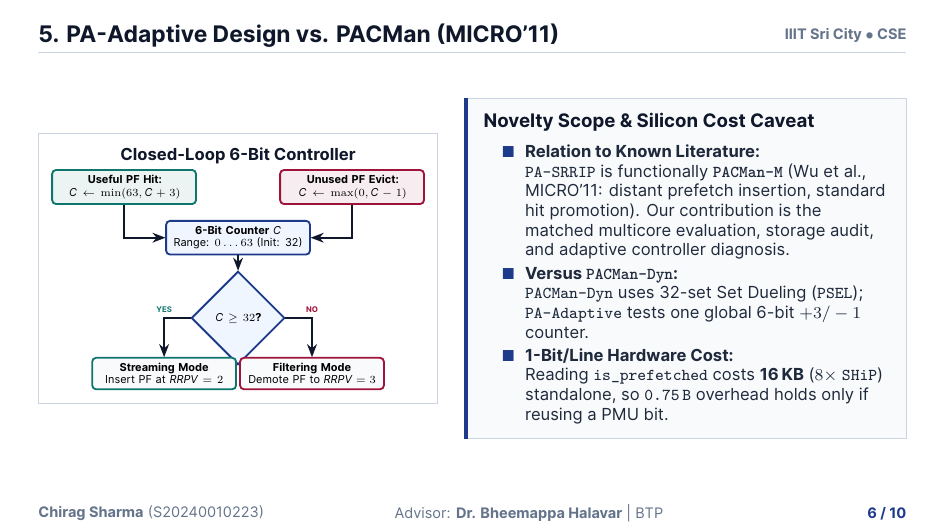 5. PA-Adaptive Design vs. PACMan (MICRO’11)
IIIT Sri City • CSE
Closed-Loop 6-Bit Controller
Useful PF Hit:
C ← min(63, C + 3)
Unused PF Evict:
C ← max(0, C − 1)
6-Bit Counter C
Range: 0 . . . 63 (Init: 32)
C ≥ 32?
YES
NO
Streaming Mode
Insert PF at RRPV = 2
Filtering Mode
Demote PF to RRPV = 3
Novelty Scope & Silicon Cost Caveat
■ Relation to Known Literature:
PA-SRRIP is functionally PACMan-M (Wu et al.,
MICRO’11: distant prefetch insertion, standard
hit promotion). Our contribution is the
matched multicore evaluation, storage audit,
and adaptive controller diagnosis.
■ Versus PACMan-Dyn:
PACMan-Dyn uses 32-set Set Dueling (PSEL);
PA-Adaptive tests one global 6-bit +3/ − 1
counter.
■ 1-Bit/Line Hardware Cost:
Reading is_prefetched costs 16 KB (8× SHiP)
standalone, so 0.75 B overhead holds only if
reusing a PMU bit.
Chirag Sharma (S20240010223)
Advisor: Dr. Bheemappa Halavar | BTP
6 / 10